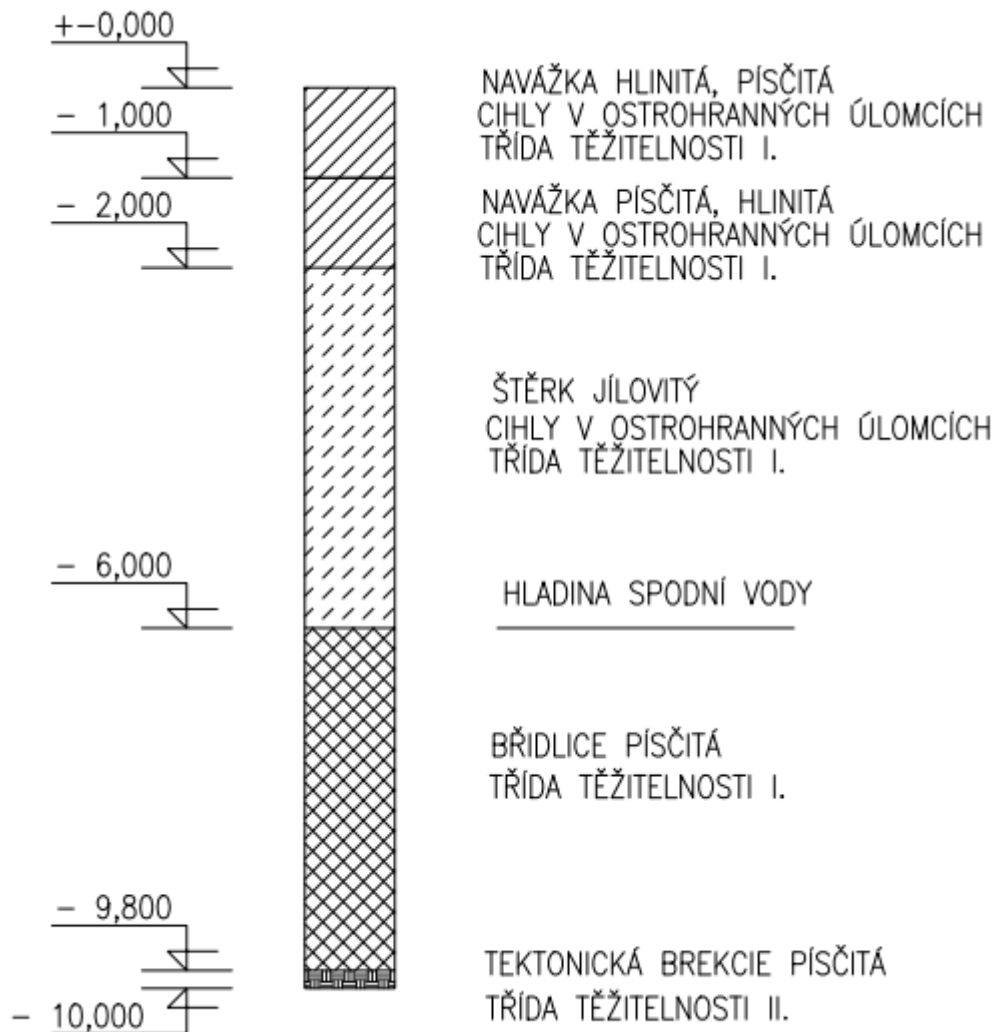 +-0,000
NAVÁŽKA HLINITÁ, PÍSČITÁ
CIHLY V OSTROHRANNÝCH ÚLOMCÍCH
TŘÍDA TĚŽITELNOSTI I.
- 1,000
NAVÁŽKA PÍSČITÁ, HLINITÁ
CIHLY V OSTROHRANNÝCH ÚLOMCÍCH
TŘÍDA TĚŽITELNOSTI I.
- 2,000
ŠTĚRK JÍLOVITÝ
CIHLY V OSTROHRANNÝCH ÚLOMCÍCH
TŘÍDA TĚŽITELNOSTI I.
- 6,000
HLADINA SPODNÍ VODY
BŘIDLICE PÍSČITÁ
TŘÍDA TĚŽITELNOSTI I.
- 9,800
TEKTONICKÁ BREKCIE PÍSČITÁ
TŘÍDA TĚŽITELNOSTI II.
- 10,000